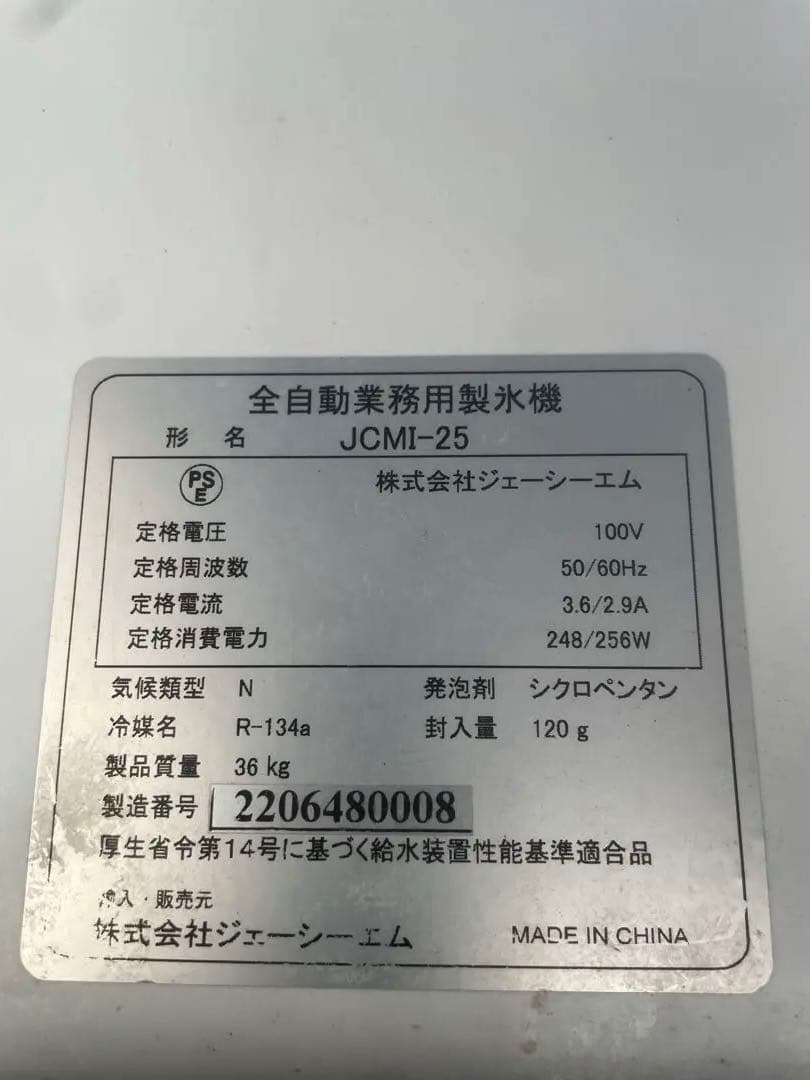 全自動業務用製氷機
形 名 JCMI-25
PSE 株式会社ジェーシーエム
定格電圧 100V
定格周波数 50/60Hz
定格電流 3.6/2.9A
定格消費電力 248/256W
気候類型 N 発泡剤 シクロペンタン
冷媒名 R-134a 封入量 120g
製品質量 36kg
製造番号 2206480008
厚生省令第14号に基づく給水装置性能基準適合品
入・販売元
株式会社ジェーシーエム MADE IN CHINA